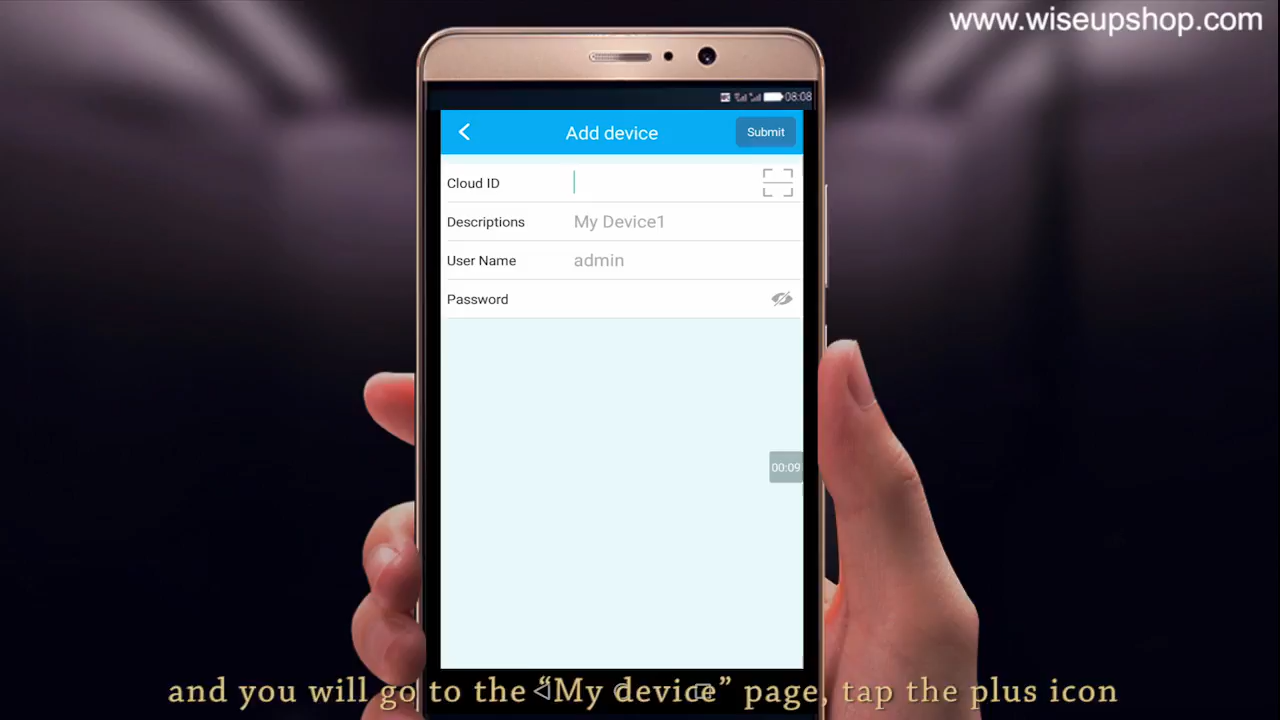 www.wiseupshop.com
08:08
Add device
Submit
Cloud ID
Descriptions My Device1
User Name admin
Password
00:09
and you will go to the “My device” page, tap the plus icon